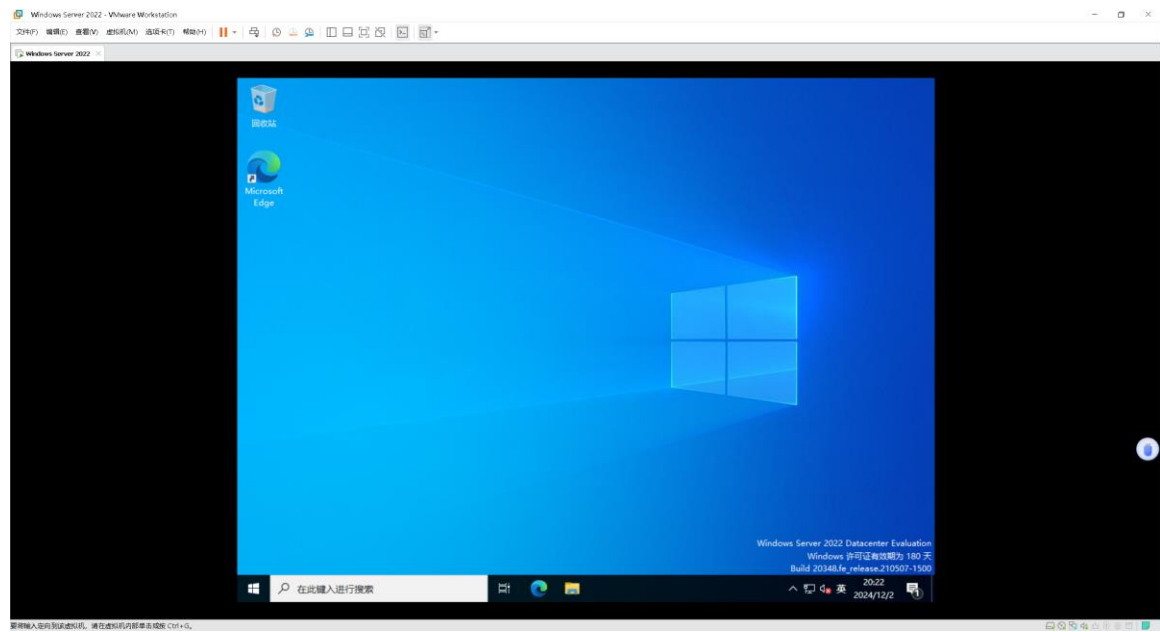 Windows Server 2022 - VMware Workstation
文件(F) 编辑(E) 查看(V) 虚拟机(M) 选项卡(T) 帮助(H)
Windows Server 2022
回收站
Microsoft
Edge
Windows Server 2022 Datacenter Evaluation
Windows 许可证有效期为 180 天
Build 20348.fe_release.210507-1500
在此键入进行搜索
英
20:22
2024/12/2
1
要将输入定向到该虚拟机，请在虚拟机内部单击或按 Ctrl+G。